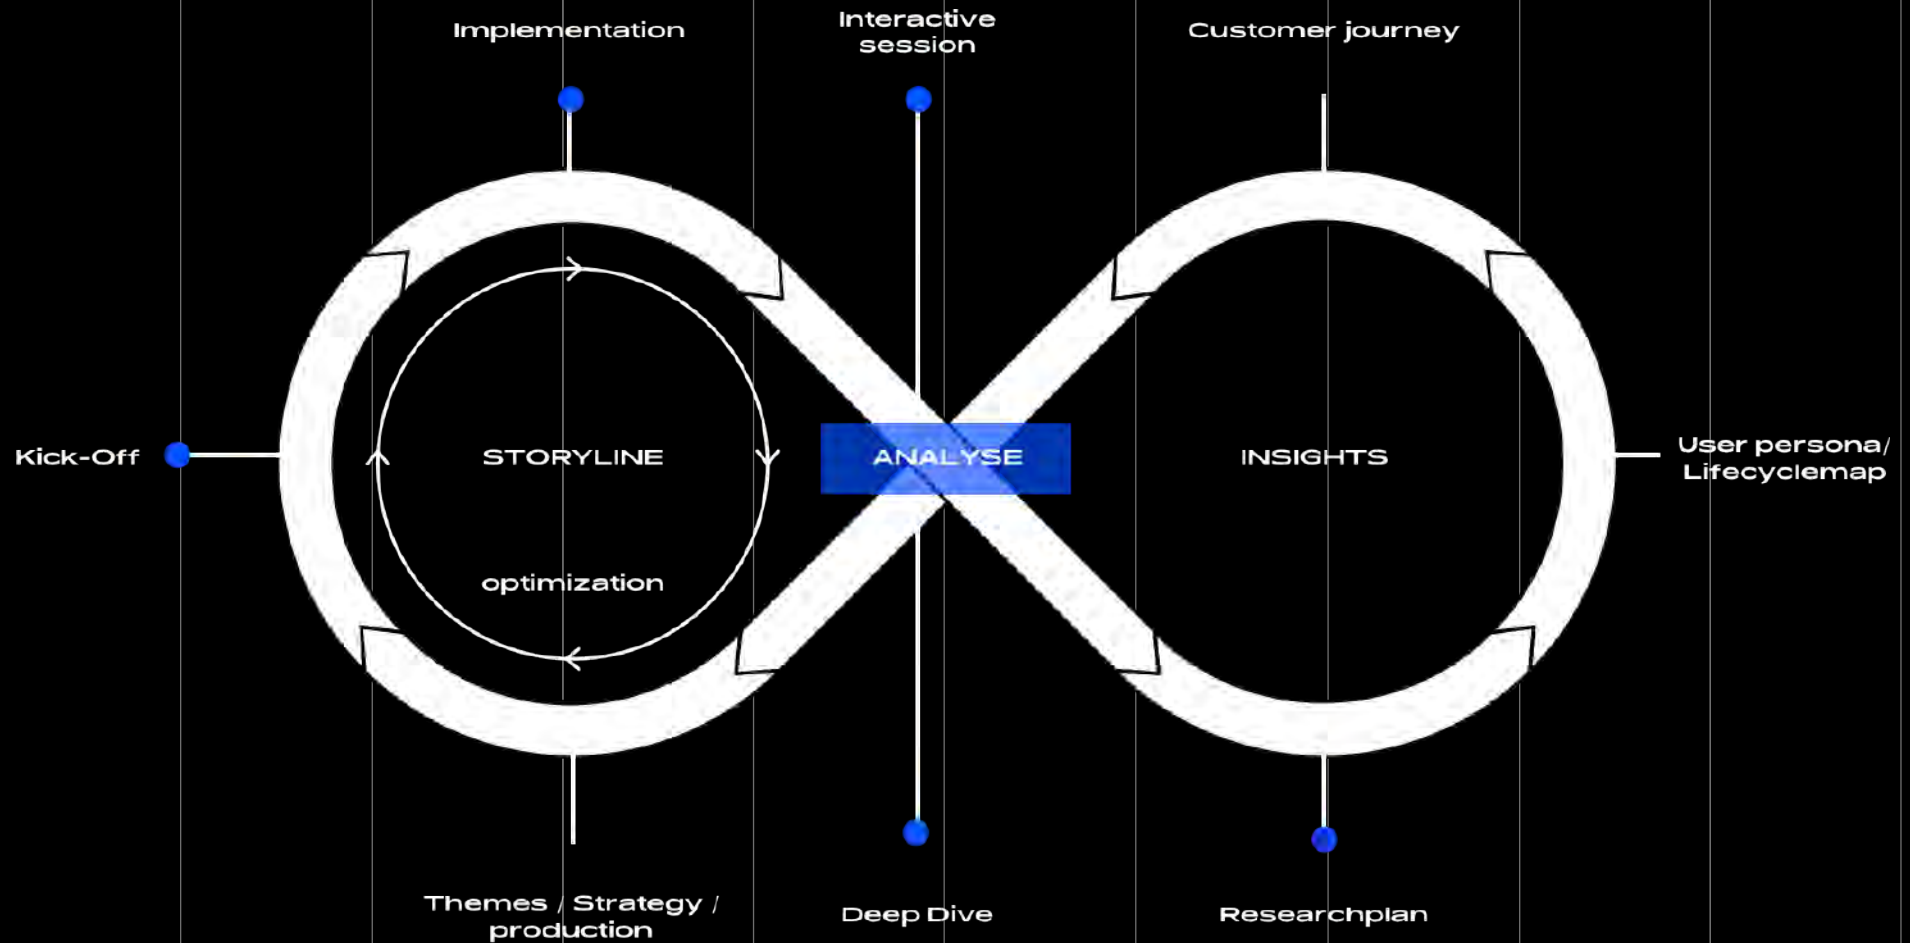 Implementation
Interactive
session
Customer journey
Kick-Off
STORYLINE
ANALYSE
INSIGHTS
User persona/
Lifecyclemap
optimization
Themes / Strategy /
production
Deep Dive
Researchplan